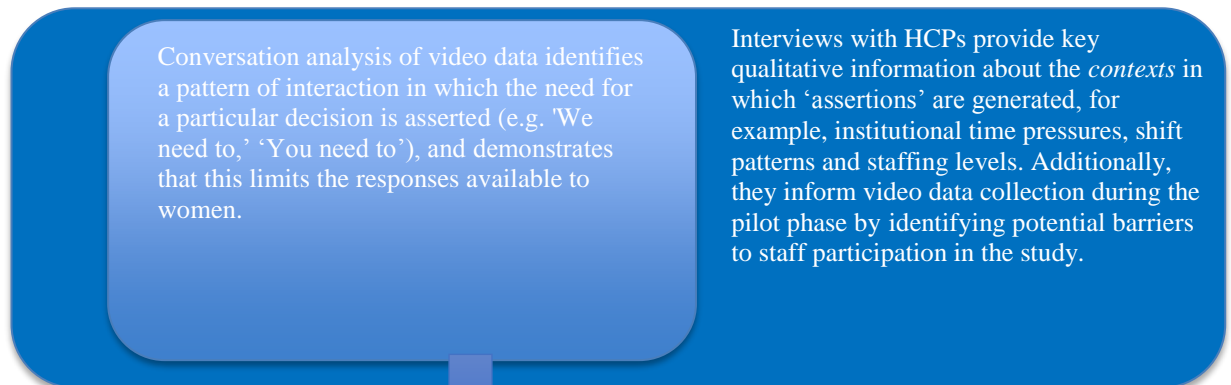 Conversation analysis of video data identifies
a pattern of interaction in which the need for
a particular decision is asserted (e.g. 'We
need to,’ ‘You need to’), and demonstrates
that this limits the responses available to
women.
Interviews with HCPs provide key
qualitative information about the contexts in
which ‘assertions’ are generated, for
example, institutional time pressures, shift
patterns and staffing levels. Additionally,
they inform video data collection during the
pilot phase by identifying potential barriers
to staff participation in the study.